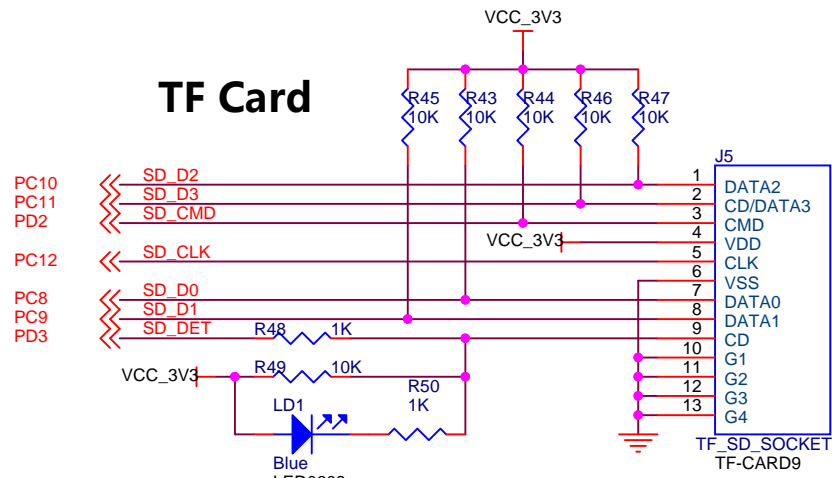 VCC_3V3
TF Card
R45 R43 R44 R46 R47
10K 10K 10K 10K 10K
J5
PC10 SD_D2 1 DATA2
PC11 SD_D3 2 CD/DATA3
PD2 SD_CMD 3 CMD
VCC_3V3 4 VDD
PC12 SD_CLK 5 CLK
6 VSS
PC8 SD_D0 7 DATA0
PC9 SD_D1 8 DATA1
PD3 SD_DET R48 1K 9 CD
10 G1
VCC_3V3 R49 10K 11 G2
R50 12 G3
LD1 1K 13 G4
TF_SD_SOCKET
Blue TF-CARD9